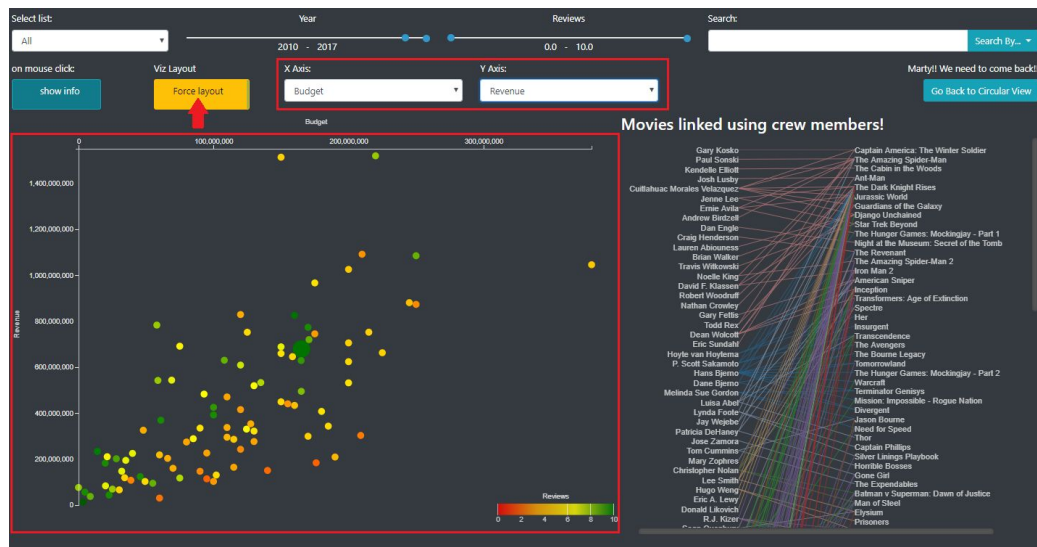 Select list:
Year
Reviews
Search:
All
2010 - 2017
0.0 - 10.0
Search By...
on mouse click:
Viz Layout
X Axis:
Y Axis:
Marty!! We need to come back!!
show info
Force layout
Budget
Revenue
Go Back to Circular View
Budget
0
100,000,000
200,000,000
300,000,000
1,400,000,000
1,200,000,000
1,000,000,000
800,000,000
600,000,000
400,000,000
200,000,000
0
Revenue
Reviews
0 2 4 6 8 10
Movies linked using crew members!
Gary Kosko
Paul Sonski
Kendelle Elliott
Josh Lusby
Cuitlahuac Morales Velazquez
Jenne Lee
Ernie Avila
Andrew Birdzell
Dan Engle
Craig Henderson
Lauren Abiouness
Brian Walker
Travis Witkowski
Noelle King
David F. Klassen
Robert Woodruff
Nathan Crowley
Gary Fettis
Todd Rex
Dean Wolcott
Eric Sundahl
Hoyte van Hoytema
P. Scott Sakamoto
Hans Bjerno
Dane Bjerno
Melinda Sue Gordon
Luisa Abel
Lynda Foote
Jay Wejebe
Patricia DeHaney
Jose Zamora
Tom Cummins
Mary Zophres
Christopher Nolan
Lee Smith
Hugo Weng
Eric A. Lewy
Donald Likovich
R.J. Kizer
Captain America: The Winter Soldier
The Amazing Spider-Man
The Cabin in the Woods
Ant-Man
The Dark Knight Rises
Jurassic World
Guardians of the Galaxy
Django Unchained
Star Trek Beyond
The Hunger Games: Mockingjay - Part 1
Night at the Museum: Secret of the Tomb
The Revenant
The Amazing Spider-Man 2
Iron Man 2
American Sniper
Inception
Transformers: Age of Extinction
Spectre
Her
Insurgent
Transcendence
The Avengers
The Bourne Legacy
Tomorrowland
The Hunger Games: Mockingjay - Part 2
Warcraft
Terminator Genisys
Mission: Impossible - Rogue Nation
Divergent
Jason Bourne
Need for Speed
Thor
Captain Phillips
Silver Linings Playbook
Horrible Bosses
Gone Girl
The Expendables
Batman v Superman: Dawn of Justice
Man of Steel
Elysium
Prisoners